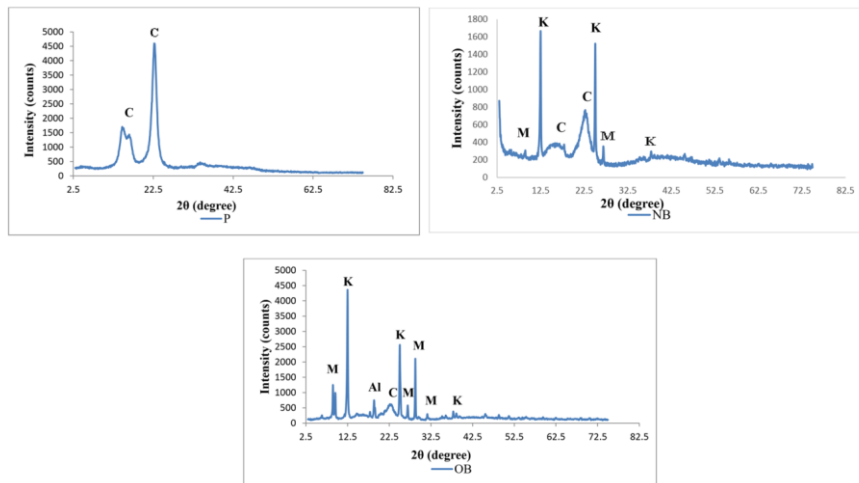 5000
4500
4000
3500
3000
2500
2000
1500
1000
500
0
Intensity (counts)
C
C
2.5 22.5 42.5 62.5 82.5
2θ (degree)
P
1800
1600
1400
1200
1000
800
600
400
200
0
Intensity (counts)
K
K
C
M
C
M
K
2.5 12.5 22.5 32.5 42.5 52.5 62.5 72.5 82.5
2θ (degree)
NB
5000
4500
4000
3500
3000
2500
2000
1500
1000
500
0
Intensity (counts)
K
K
M
M
Al
C
M
M
K
2.5 12.5 22.5 32.5 42.5 52.5 62.5 72.5 82.5
2θ (degree)
OB